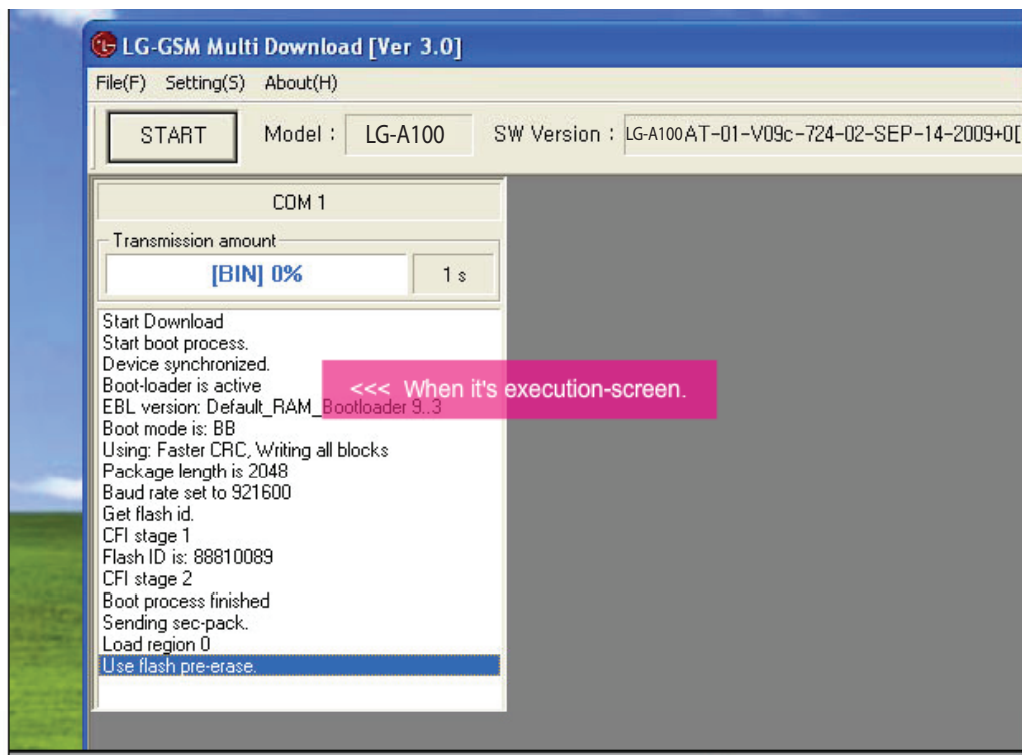 LG-GSM Multi Download [Ver 3.0]
File(F) Setting(S) About(H)
START Model : LG-A100 SW Version : LG-A100AT-01-V09c-724-02-SEP-14-2009+0[
COM 1
Transmission amount
[BIN] 0% 1 s
Start Download
Start boot process.
Device synchronized.
Boot-loader is active
<<< When it's execution-screen.
EBL version: Default_RAM_Bootloader 9..3
Boot mode is: BB
Using: Faster CRC, Writing all blocks
Package length is 2048
Baud rate set to 921600
Get flash id.
CFI stage 1
Flash ID is: 88810089
CFI stage 2
Boot process finished
Sending sec-pack.
Load region 0
Use flash pre-erase.